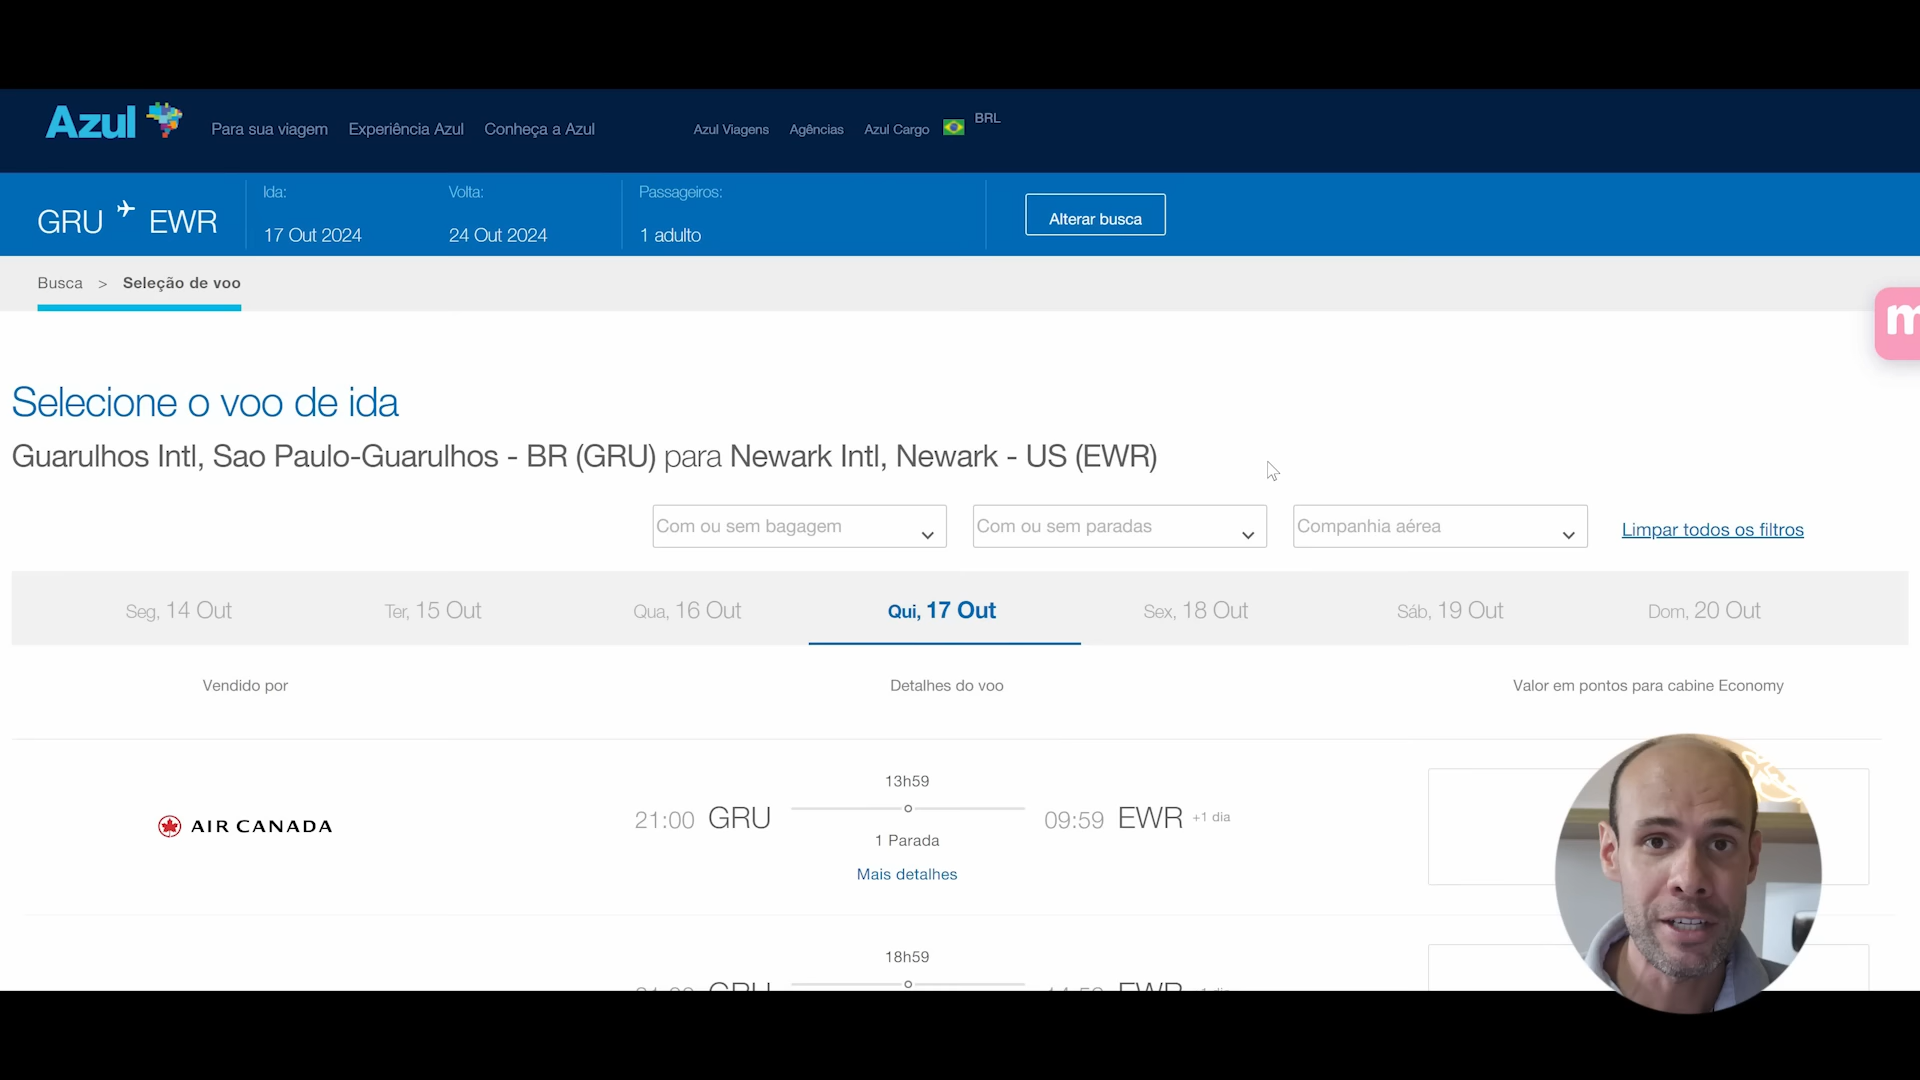 Azul
Para sua viagem
Experiência Azul
Conheça a Azul
Azul Viagens
Agências
Azul Cargo
BRL
GRU
EWR
Ida:
17 Out 2024
Volta:
24 Out 2024
Passageiros:
1 adulto
Alterar busca
Busca > Seleção de voo
m
Selecione o voo de ida
Guarulhos Intl, Sao Paulo-Guarulhos - BR (GRU) para Newark Intl, Newark - US (EWR)
Com ou sem bagagem
Com ou sem paradas
Companhia aérea
Limpar todos os filtros
Seg, 14 Out
Ter, 15 Out
Qua, 16 Out
Qui, 17 Out
Sex, 18 Out
Sáb, 19 Out
Dom, 20 Out
Vendido por
Detalhes do voo
Valor em pontos para cabine Economy
AIR CANADA
13h59
21:00 GRU
09:59 EWR +1 dia
1 Parada
Mais detalhes
18h59
GRU
EWR